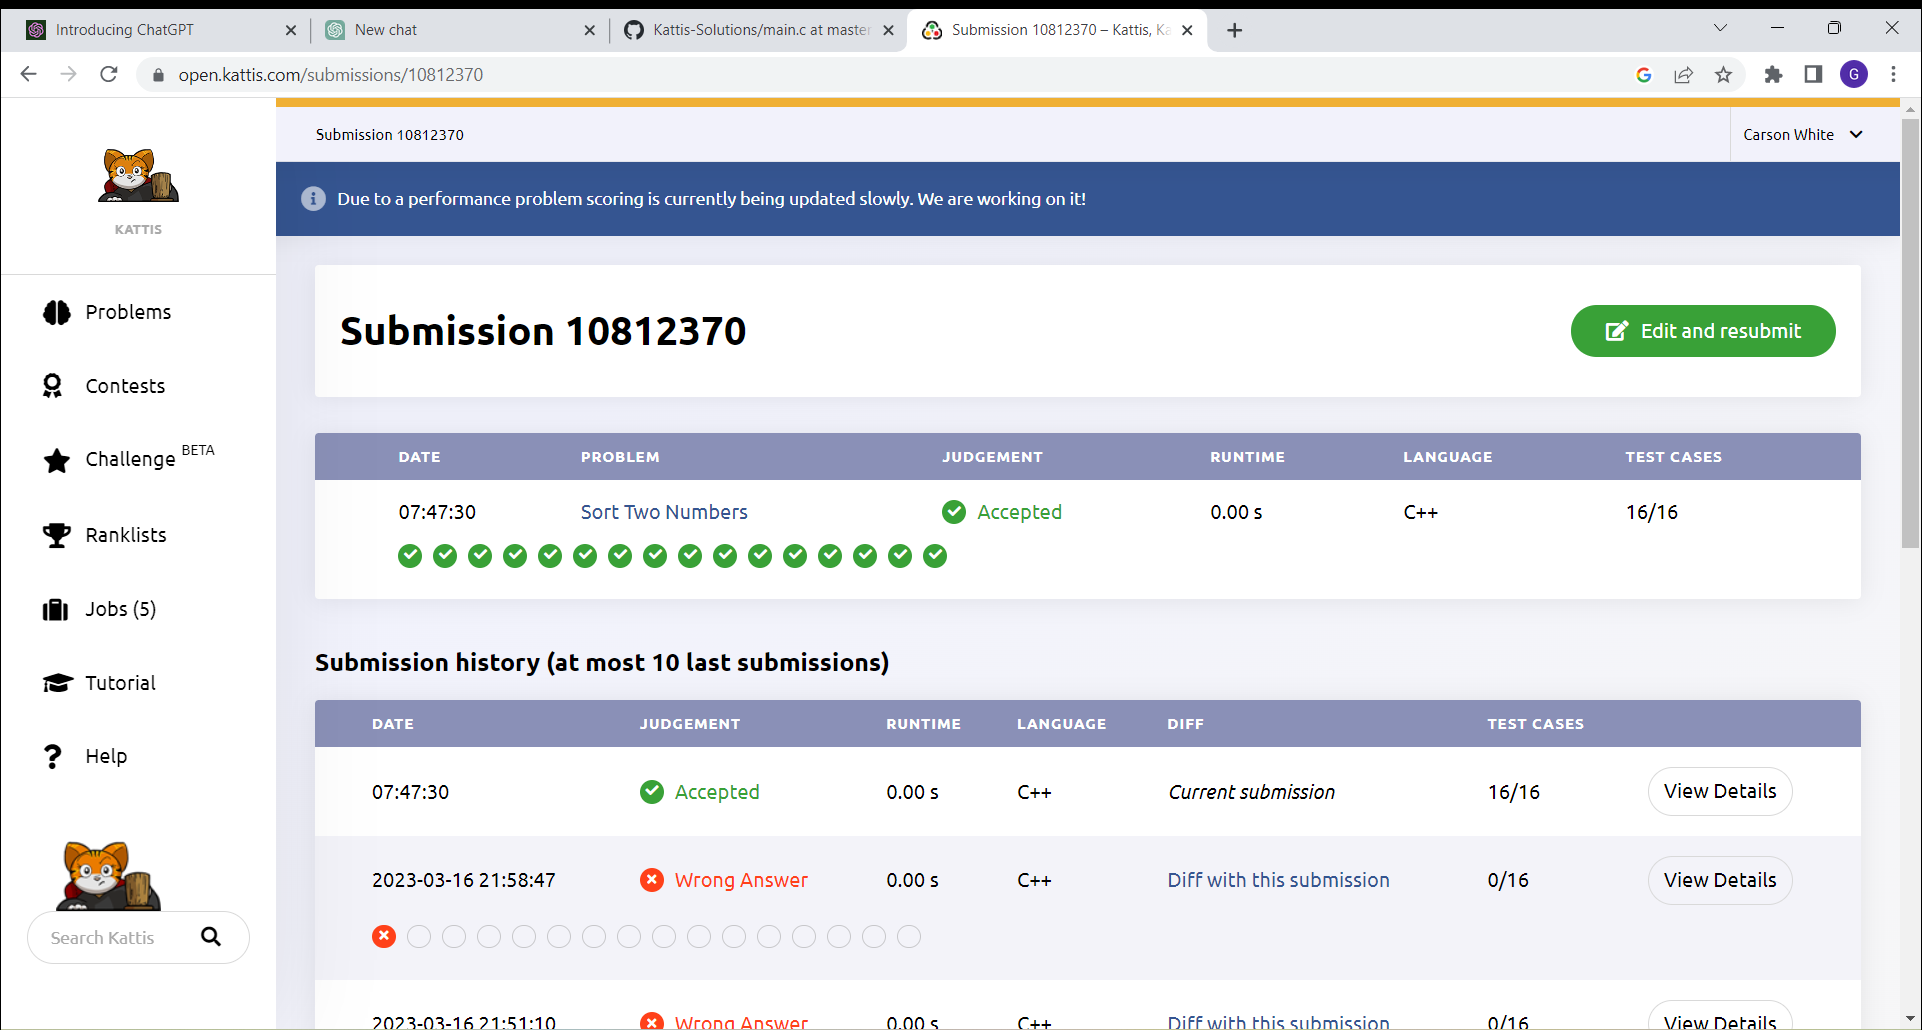 Introducing ChatGPT
New chat
Kattis-Solutions/main.c at master
Submission 10812370 – Kattis, Ka
open.kattis.com/submissions/10812370
G
Submission 10812370
Carson White
KATTIS
Due to a performance problem scoring is currently being updated slowly. We are working on it!
Problems
Contests
Challenge BETA
Ranklists
Jobs (5)
Tutorial
Help
Search Kattis
Submission 10812370
Edit and resubmit
DATE PROBLEM JUDGEMENT RUNTIME LANGUAGE TEST CASES
07:47:30 Sort Two Numbers Accepted 0.00 s C++ 16/16
Submission history (at most 10 last submissions)
DATE JUDGEMENT RUNTIME LANGUAGE DIFF TEST CASES
07:47:30 Accepted 0.00 s C++ Current submission 16/16 View Details
2023-03-16 21:58:47 Wrong Answer 0.00 s C++ Diff with this submission 0/16 View Details
2023-03-16 21:51:10 Wrong Answer 0.00 s C++ Diff with this submission 0/16 View Details